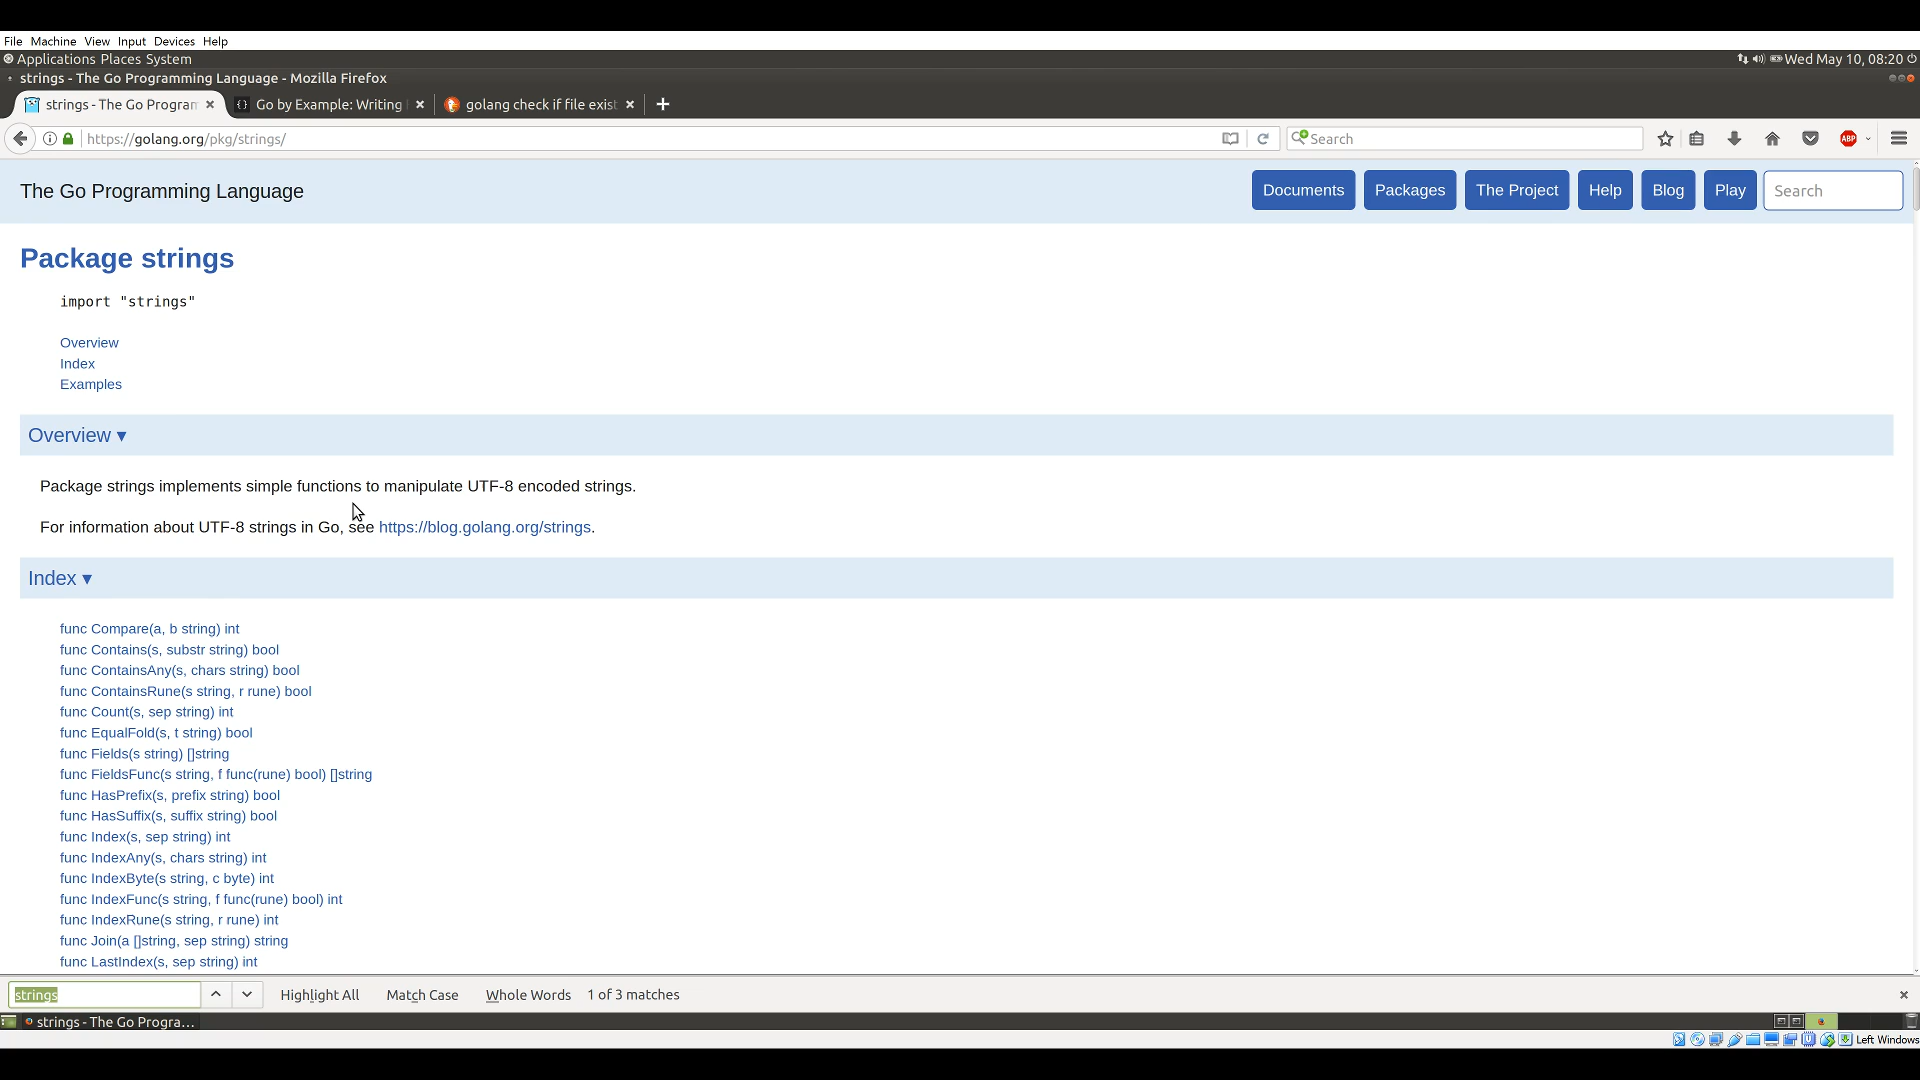 File Machine View Input Devices Help
Applications Places System
Wed May 10, 08:20
strings - The Go Programming Language - Mozilla Firefox
strings - The Go Program
Go by Example: Writing
golang check if file exist
https://golang.org/pkg/strings/
Search
ABP
The Go Programming Language
Documents
Packages
The Project
Help
Blog
Play
Search
Package strings
import "strings"
Overview
Index
Examples
Overview ▾
Package strings implements simple functions to manipulate UTF-8 encoded strings.
For information about UTF-8 strings in Go, see https://blog.golang.org/strings.
Index ▾
func Compare(a, b string) int
func Contains(s, substr string) bool
func ContainsAny(s, chars string) bool
func ContainsRune(s string, r rune) bool
func Count(s, sep string) int
func EqualFold(s, t string) bool
func Fields(s string) []string
func FieldsFunc(s string, f func(rune) bool) []string
func HasPrefix(s, prefix string) bool
func HasSuffix(s, suffix string) bool
func Index(s, sep string) int
func IndexAny(s, chars string) int
func IndexByte(s string, c byte) int
func IndexFunc(s string, f func(rune) bool) int
func IndexRune(s string, r rune) int
func Join(a []string, sep string) string
func LastIndex(s, sep string) int
strings
Highlight All
Match Case
Whole Words
1 of 3 matches
strings - The Go Progra...
Left Windows